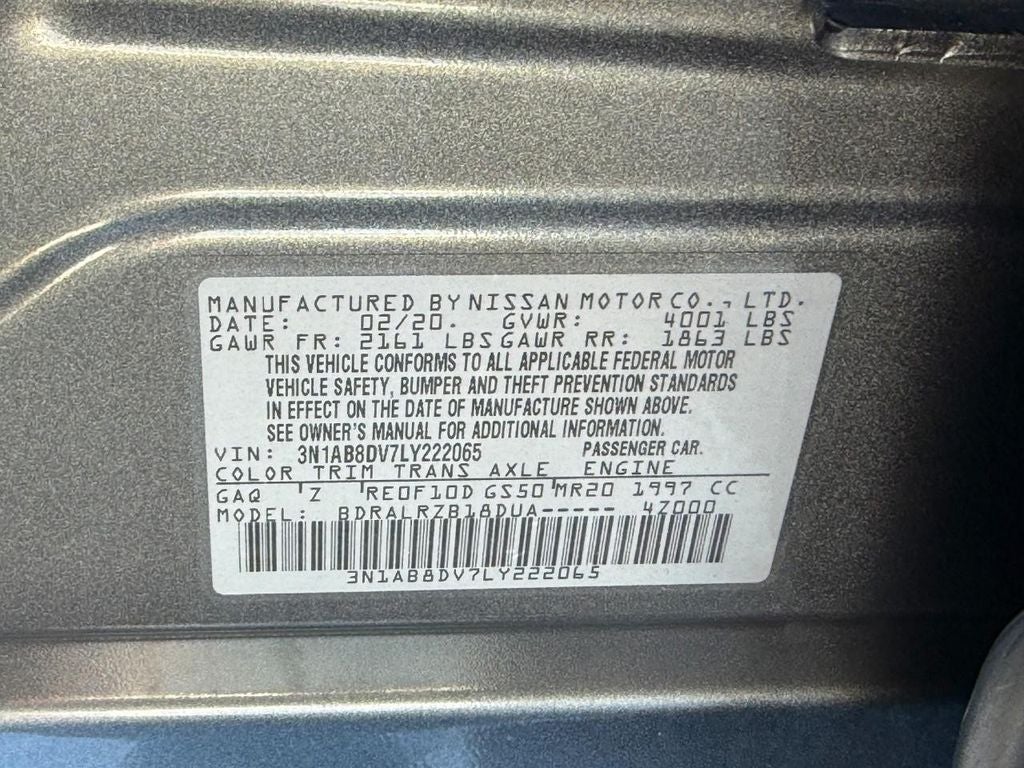 MANUFACTURED BY NISSAN MOTOR CO., LTD.
DATE: 02/20. GVWR: 4001 LBS
GAWR FR: 2161 LBS GAWR RR: 1863 LBS
THIS VEHICLE CONFORMS TO ALL APPLICABLE FEDERAL MOTOR
VEHICLE SAFETY, BUMPER AND THEFT PREVENTION STANDARDS
IN EFFECT ON THE DATE OF MANUFACTURE SHOWN ABOVE.
SEE OWNER'S MANUAL FOR ADDITIONAL INFORMATION.
VIN: 3N1AB8DV7LY222065 PASSENGER CAR.
COLOR TRIM TRANS AXLE ENGINE
GAQ Z RE0F10D GS50 MR20 1997 CC
MODEL: BDRALRZB18DUA----- 4Z000
3N1AB8DV7LY222065